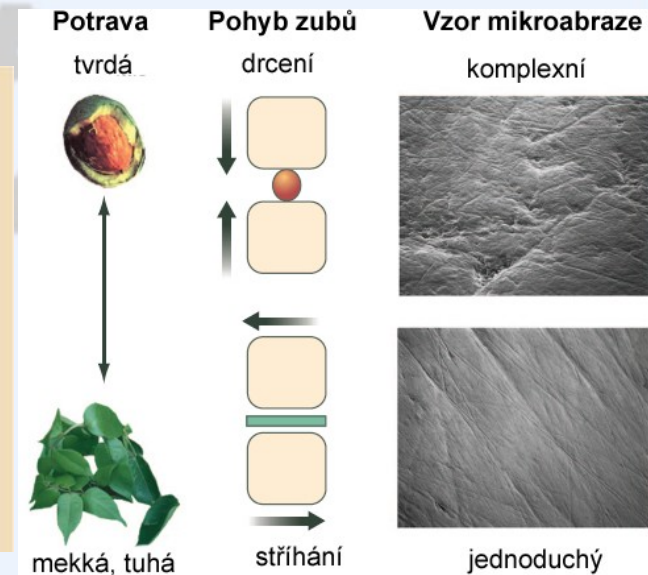 Potrava Pohyb zubů Vzor mikroabraze
tvrdá drcení komplexní
mekká, tuhá stříhání jednoduchý